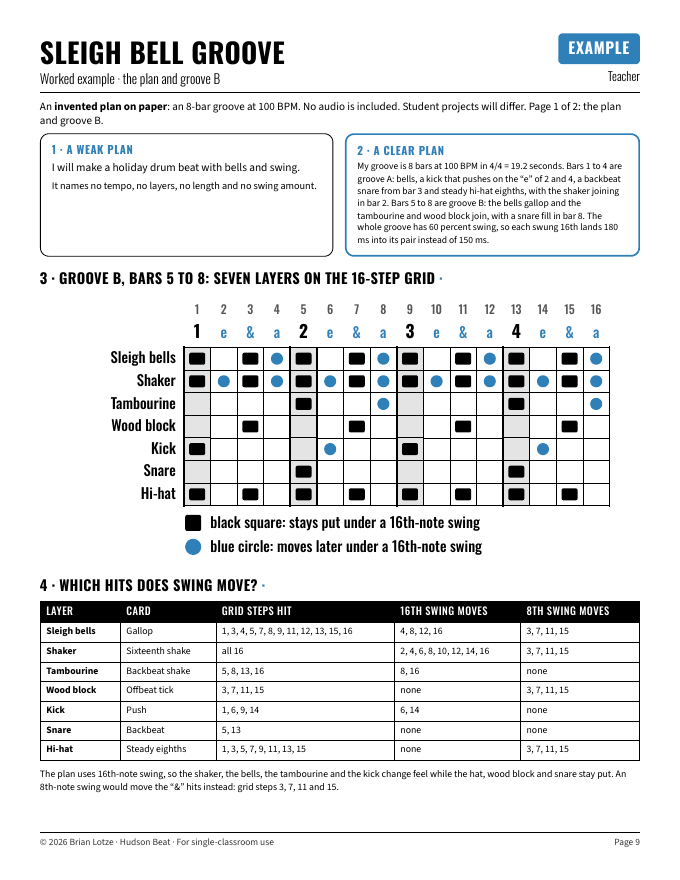 SLEIGH BELL GROOVE
EXAMPLE
Worked example · the plan and groove B
Teacher
An invented plan on paper: an 8-bar groove at 100 BPM. No audio is included. Student projects will differ. Page 1 of 2: the plan
and groove B.
1 · A WEAK PLAN
I will make a holiday drum beat with bells and swing.
It names no tempo, no layers, no length and no swing amount.
2 · A CLEAR PLAN
My groove is 8 bars at 100 BPM in 4/4 = 19.2 seconds. Bars 1 to 4 are
groove A: bells, a kick that pushes on the “e” of 2 and 4, a backbeat
snare from bar 3 and steady hi-hat eighths, with the shaker joining
in bar 2. Bars 5 to 8 are groove B: the bells gallop and the
tambourine and wood block join, with a snare fill in bar 8. The
whole groove has 60 percent swing, so each swung 16th lands 180
ms into its pair instead of 150 ms.
3 · GROOVE B, BARS 5 TO 8: SEVEN LAYERS ON THE 16-STEP GRID ·
1 2 3 4 5 6 7 8 9 10 11 12 13 14 15 16
1 e & a 2 e & a 3 e & a 4 e & a
Sleigh bells
Shaker
Tambourine
Wood block
Kick
Snare
Hi-hat
black square: stays put under a 16th-note swing
blue circle: moves later under a 16th-note swing
4 · WHICH HITS DOES SWING MOVE? ·
LAYER CARD GRID STEPS HIT 16TH SWING MOVES 8TH SWING MOVES
Sleigh bells Gallop 1, 3, 4, 5, 7, 8, 9, 11, 12, 13, 15, 16 4, 8, 12, 16 3, 7, 11, 15
Shaker Sixteenth shake all 16 2, 4, 6, 8, 10, 12, 14, 16 3, 7, 11, 15
Tambourine Backbeat shake 5, 8, 13, 16 8, 16 none
Wood block Offbeat tick 3, 7, 11, 15 none 3, 7, 11, 15
Kick Push 1, 6, 9, 14 6, 14 none
Snare Backbeat 5, 13 none none
Hi-hat Steady eighths 1, 3, 5, 7, 9, 11, 13, 15 none 3, 7, 11, 15
The plan uses 16th-note swing, so the shaker, the bells, the tambourine and the kick change feel while the hat, wood block and snare stay put. An
8th-note swing would move the “&” hits instead: grid steps 3, 7, 11 and 15.
© 2026 Brian Lotze · Hudson Beat · For single-classroom use
Page 9